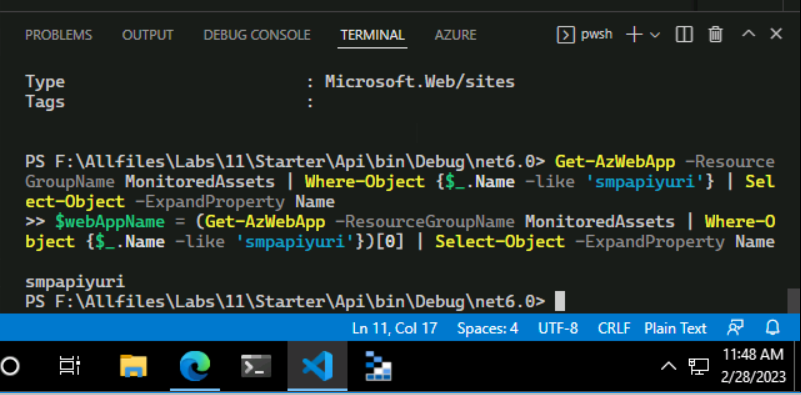 PROBLEMS OUTPUT DEBUG CONSOLE TERMINAL AZURE pwsh
Type : Microsoft.Web/sites
Tags :
PS F:\Allfiles\Labs\11\Starter\Api\bin\Debug\net6.0> Get-AzWebApp -Resource
GroupName MonitoredAssets | Where-Object {$_.Name -like 'smpapiyuri'} | Sel
ect-Object -ExpandProperty Name
>> $webAppName = (Get-AzWebApp -ResourceGroupName MonitoredAssets | Where-O
bject {$_.Name -like 'smpapiyuri'})[0] | Select-Object -ExpandProperty Name
smpapiyuri
PS F:\Allfiles\Labs\11\Starter\Api\bin\Debug\net6.0>
Ln 11, Col 17 Spaces: 4 UTF-8 CRLF Plain Text
11:48 AM
2/28/2023